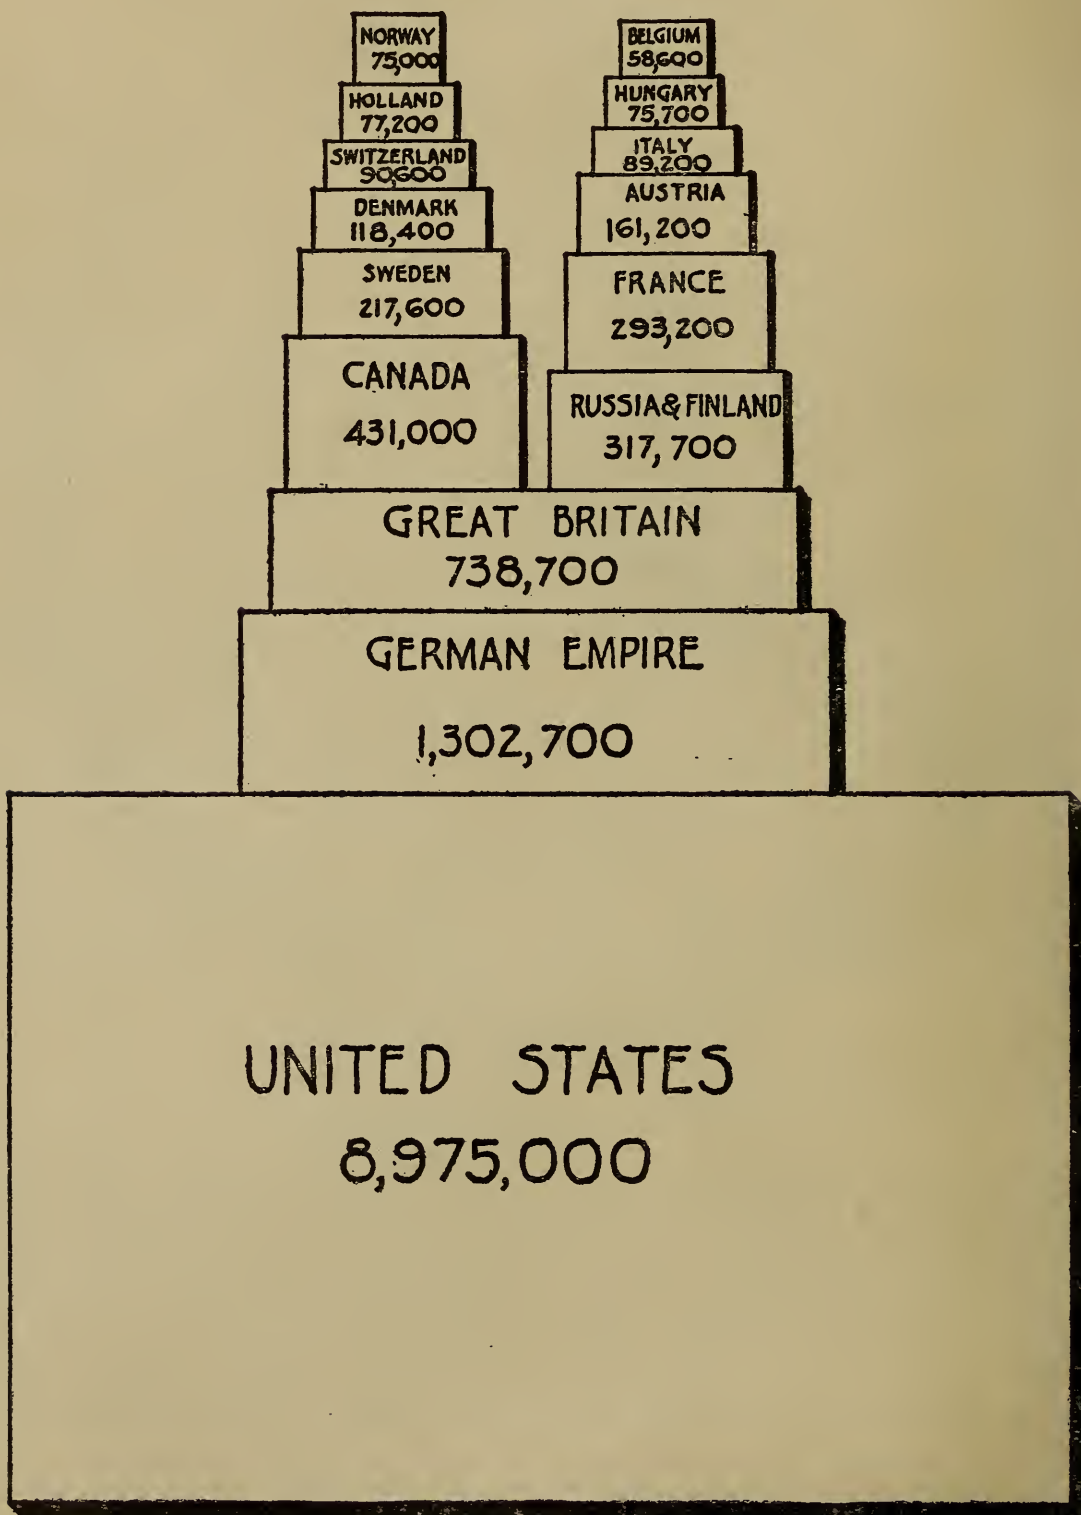 NORWAY
75,000
HOLLAND
77,200
SWITZERLAND
90,600
DENMARK
118,400
SWEDEN
217,600
CANADA
431,000
BELGIUM
58,600
HUNGARY
75,700
ITALY
89,200
AUSTRIA
161,200
FRANCE
293,200
RUSSIA & FINLAND
317,700
GREAT BRITAIN
738,700
GERMAN EMPIRE
1,302,700
UNITED STATES
8,975,000